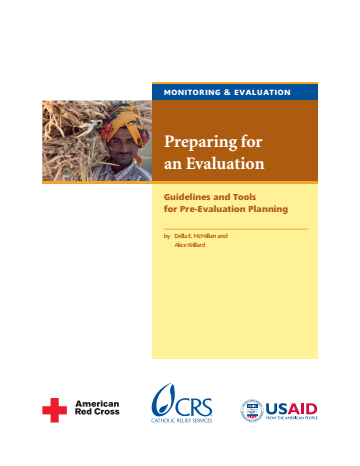 MONITORING & EVALUATION
Preparing for
an Evaluation
Guidelines and Tools
for Pre-Evaluation Planning
by Della E. McMillan and
Alice Willard
American
Red Cross
CRS
CATHOLIC RELIEF SERVICES
USAID
FROM THE AMERICAN PEOPLE